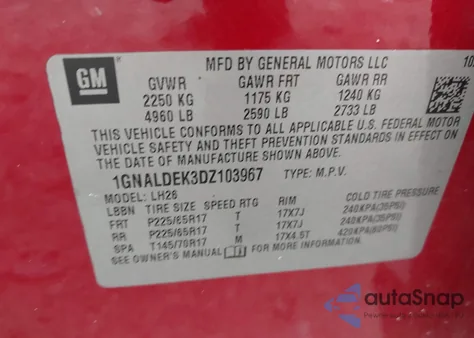 MFD BY GENERAL MOTORS LLC
GM
GVWR GAWR FRT GAWR RR
2250 KG 1175 KG 1240 KG
4960 LB 2590 LB 2733 LB
THIS VEHICLE CONFORMS TO ALL APPLICABLE U.S. FEDERAL MOTOR
VEHICLE SAFETY AND THEFT PREVENTION STANDARDS IN EFFECT ON
THE DATE OF MANUFACTURE SHOWN ABOVE.
1GNALDEK3DZ103967 TYPE: M.P.V.
MODEL: LH26
LBBN TIRE SIZE SPEED RTG RIM COLD TIRE PRESSURE
FRT P225/65R17 T 17X7J 240KPA(35PSI)
RR P225/65R17 T 17X7J 240KPA(35PSI)
SPA T145/70R17 M 17X4.5T 420KPA(60PSI)
SEE OWNER'S MANUAL FOR MORE INFORMATION
autoSnap